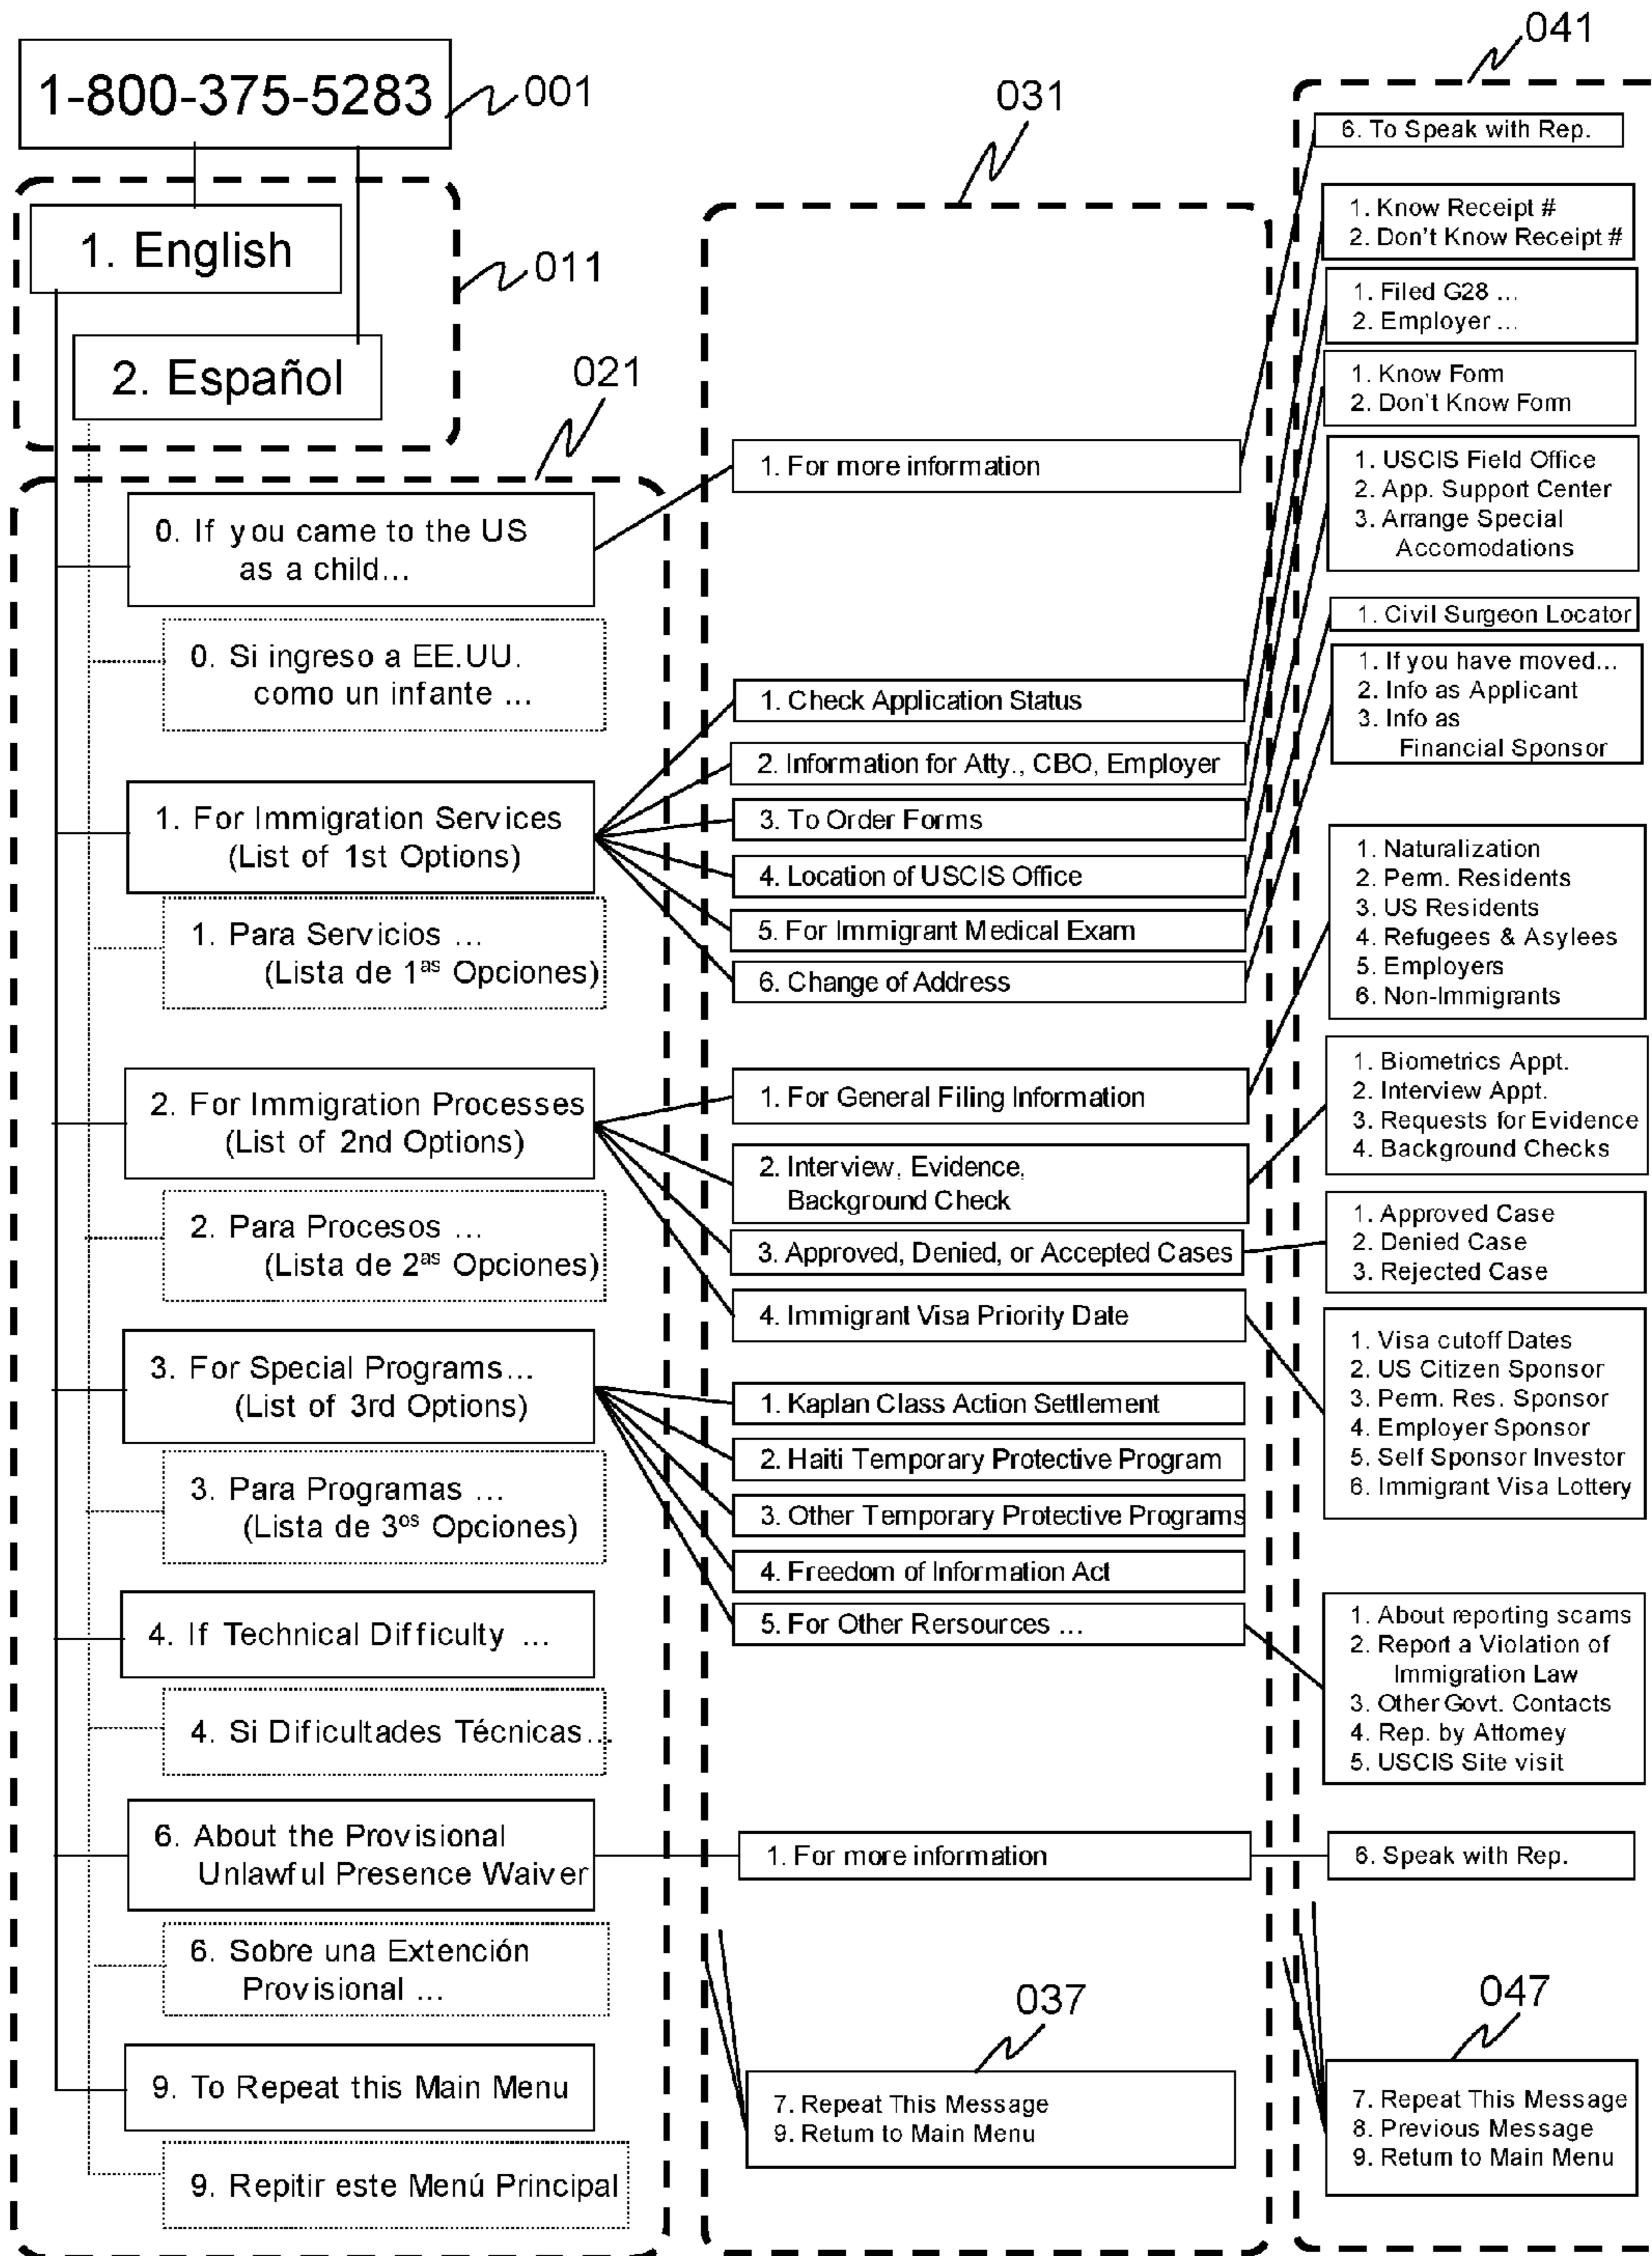 1-800-375-5283
001
1. English
2. Español
011
021
0. If you came to the US
as a child...
0. Si ingreso a EE.UU.
como un infante ...
1. For Immigration Services
(List of 1st Options)
1. Para Servicios ...
(Lista de 1as Opciones)
2. For Immigration Processes
(List of 2nd Options)
2. Para Procesos ...
(Lista de 2as Opciones)
3. For Special Programs...
(List of 3rd Options)
3. Para Programas ...
(Lista de 3os Opciones)
4. If Technical Difficulty ...
4. Si Dificultades Técnicas...
6. About the Provisional
Unlawful Presence Waiver
6. Sobre una Extención
Provisional ...
9. To Repeat this Main Menu
9. Repitir este Menú Principal
031
1. For more information
1. Check Application Status
2. Information for Atty., CBO, Employer
3. To Order Forms
4. Location of USCIS Office
5. For Immigrant Medical Exam
6. Change of Address
1. For General Filing Information
2. Interview, Evidence,
Background Check
3. Approved, Denied, or Accepted Cases
4. Immigrant Visa Priority Date
1. Kaplan Class Action Settlement
2. Haiti Temporary Protective Program
3. Other Temporary Protective Programs
4. Freedom of Information Act
5. For Other Rersources ...
1. For more information
037
7. Repeat This Message
9. Return to Main Menu
041
6. To Speak with Rep.
1. Know Receipt #
2. Don't Know Receipt #
1. Filed G28 ...
2. Employer ...
1. Know Form
2. Don't Know Form
1. USCIS Field Office
2. App. Support Center
3. Arrange Special
Accomodations
1. Civil Surgeon Locator
1. If you have moved...
2. Info as Applicant
3. Info as
Financial Sponsor
1. Naturalization
2. Perm. Residents
3. US Residents
4. Refugees & Asylees
5. Employers
6. Non-Immigrants
1. Biometrics Appt.
2. Interview Appt.
3. Requests for Evidence
4. Background Checks
1. Approved Case
2. Denied Case
3. Rejected Case
1. Visa cutoff Dates
2. US Citizen Sponsor
3. Perm. Res. Sponsor
4. Employer Sponsor
5. Self Sponsor Investor
6. Immigrant Visa Lottery
1. About reporting scams
2. Report a Violation of
Immigration Law
3. Other Govt. Contacts
4. Rep. by Attorney
5. USCIS Site visit
6. Speak with Rep.
047
7. Repeat This Message
8. Previous Message
9. Return to Main Menu